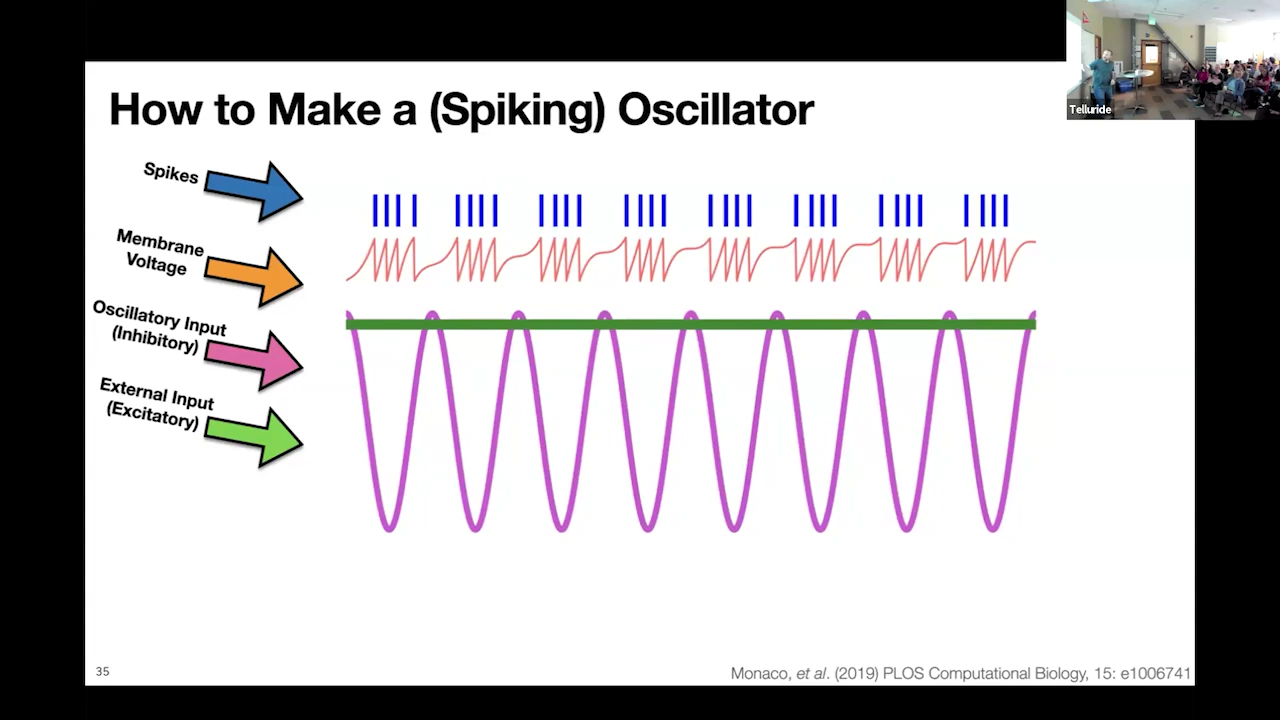 Telluride
How to Make a (Spiking) Oscillator
Spikes
Membrane
Voltage
Oscillatory Input
(Inhibitory)
External Input
(Excitatory)
35
Monaco, et al. (2019) PLOS Computational Biology, 15: e1006741